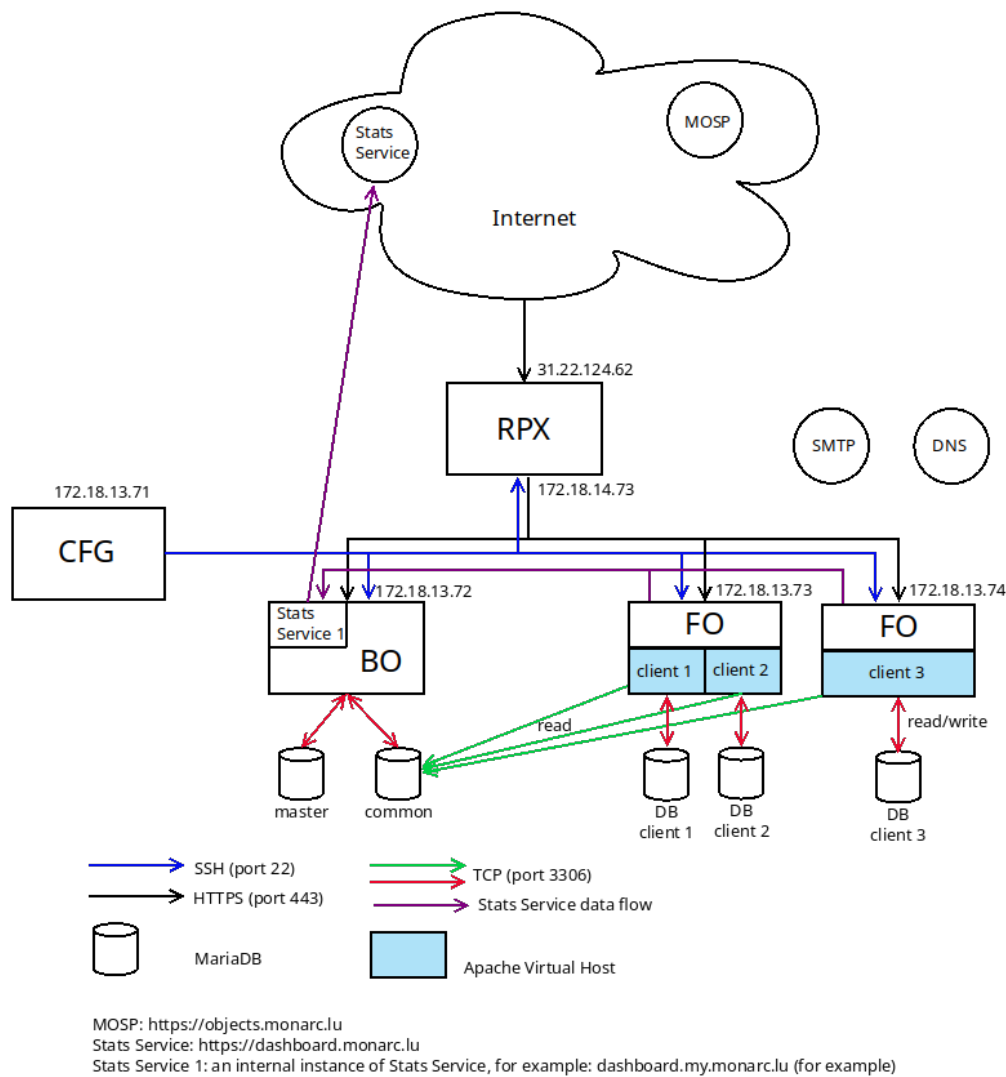 Stats
Service
MOSP
Internet
31.22.124.62
RPX
172.18.14.73
SMTP
DNS
172.18.13.71
CFG
172.18.13.72
172.18.13.73
172.18.13.74
Stats
Service 1
BO
FO
FO
client 1
client 2
client 3
read
read/write
master
common
DB
client 1
DB
client 2
DB
client 3
SSH (port 22)
TCP (port 3306)
HTTPS (port 443)
Stats Service data flow
MariaDB
Apache Virtual Host
MOSP: https://objects.monarc.lu
Stats Service: https://dashboard.monarc.lu
Stats Service 1: an internal instance of Stats Service, for example: dashboard.my.monarc.lu (for example)